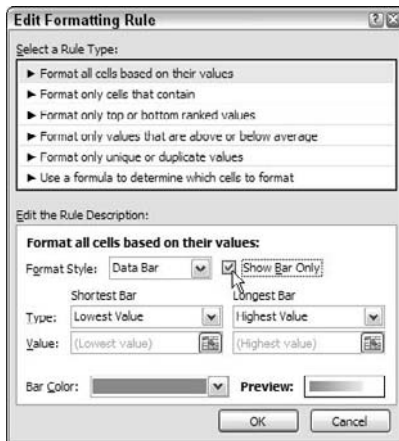 Edit Formatting Rule
Select a Rule Type:
► Format all cells based on their values
► Format only cells that contain
► Format only top or bottom ranked values
► Format only values that are above or below average
► Format only unique or duplicate values
► Use a formula to determine which cells to format
Edit the Rule Description:
Format all cells based on their values:
Format Style: Data Bar Show Bar Only
Shortest Bar Longest Bar
Type: Lowest Value Highest Value
Value: (Lowest value) (Highest value)
Bar Color: Preview:
OK Cancel